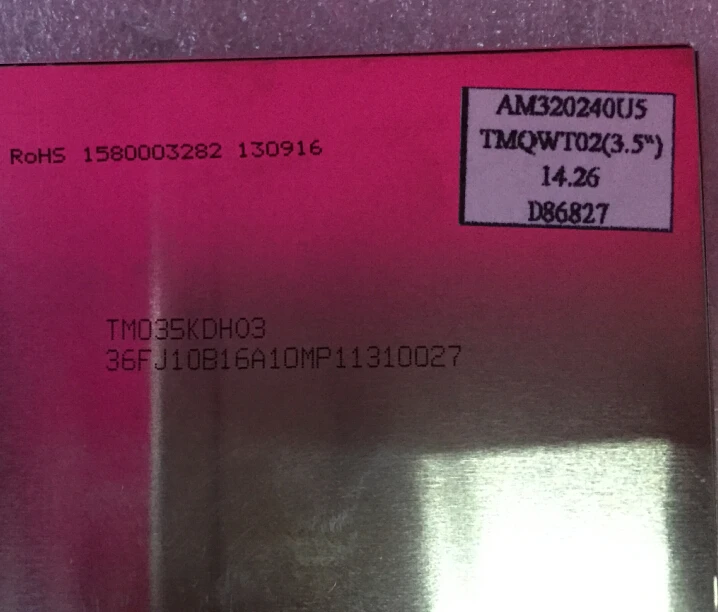 AM320240U5
TMQWT02(3.5")
14.26
D86827
RoHS 1580003282 130916
TM035KDH03
36FJ10B16A10MP11310027